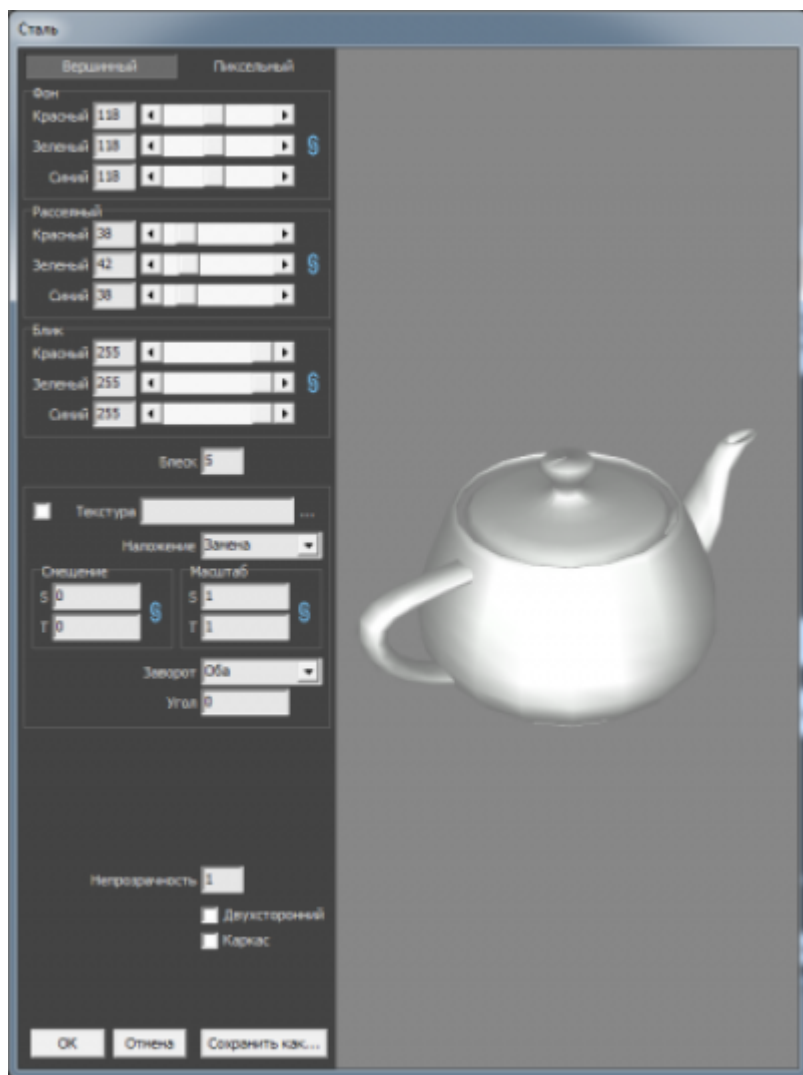 Сталь
Вершинный Пиксельный
Фон
Красный 118
Зеленый 118
Синий 118
Рассеяный
Красный 38
Зеленый 42
Синий 38
Блик
Красный 255
Зеленый 255
Синий 255
Блеск 5
Текстура ...
Наложение Замена
Смещение Масштаб
S 0 S 1
T 0 T 1
Заворот Оба
Угол 0
Непрозрачность 1
Двухсторонний
Каркас
ОК Отмена Сохранить как...